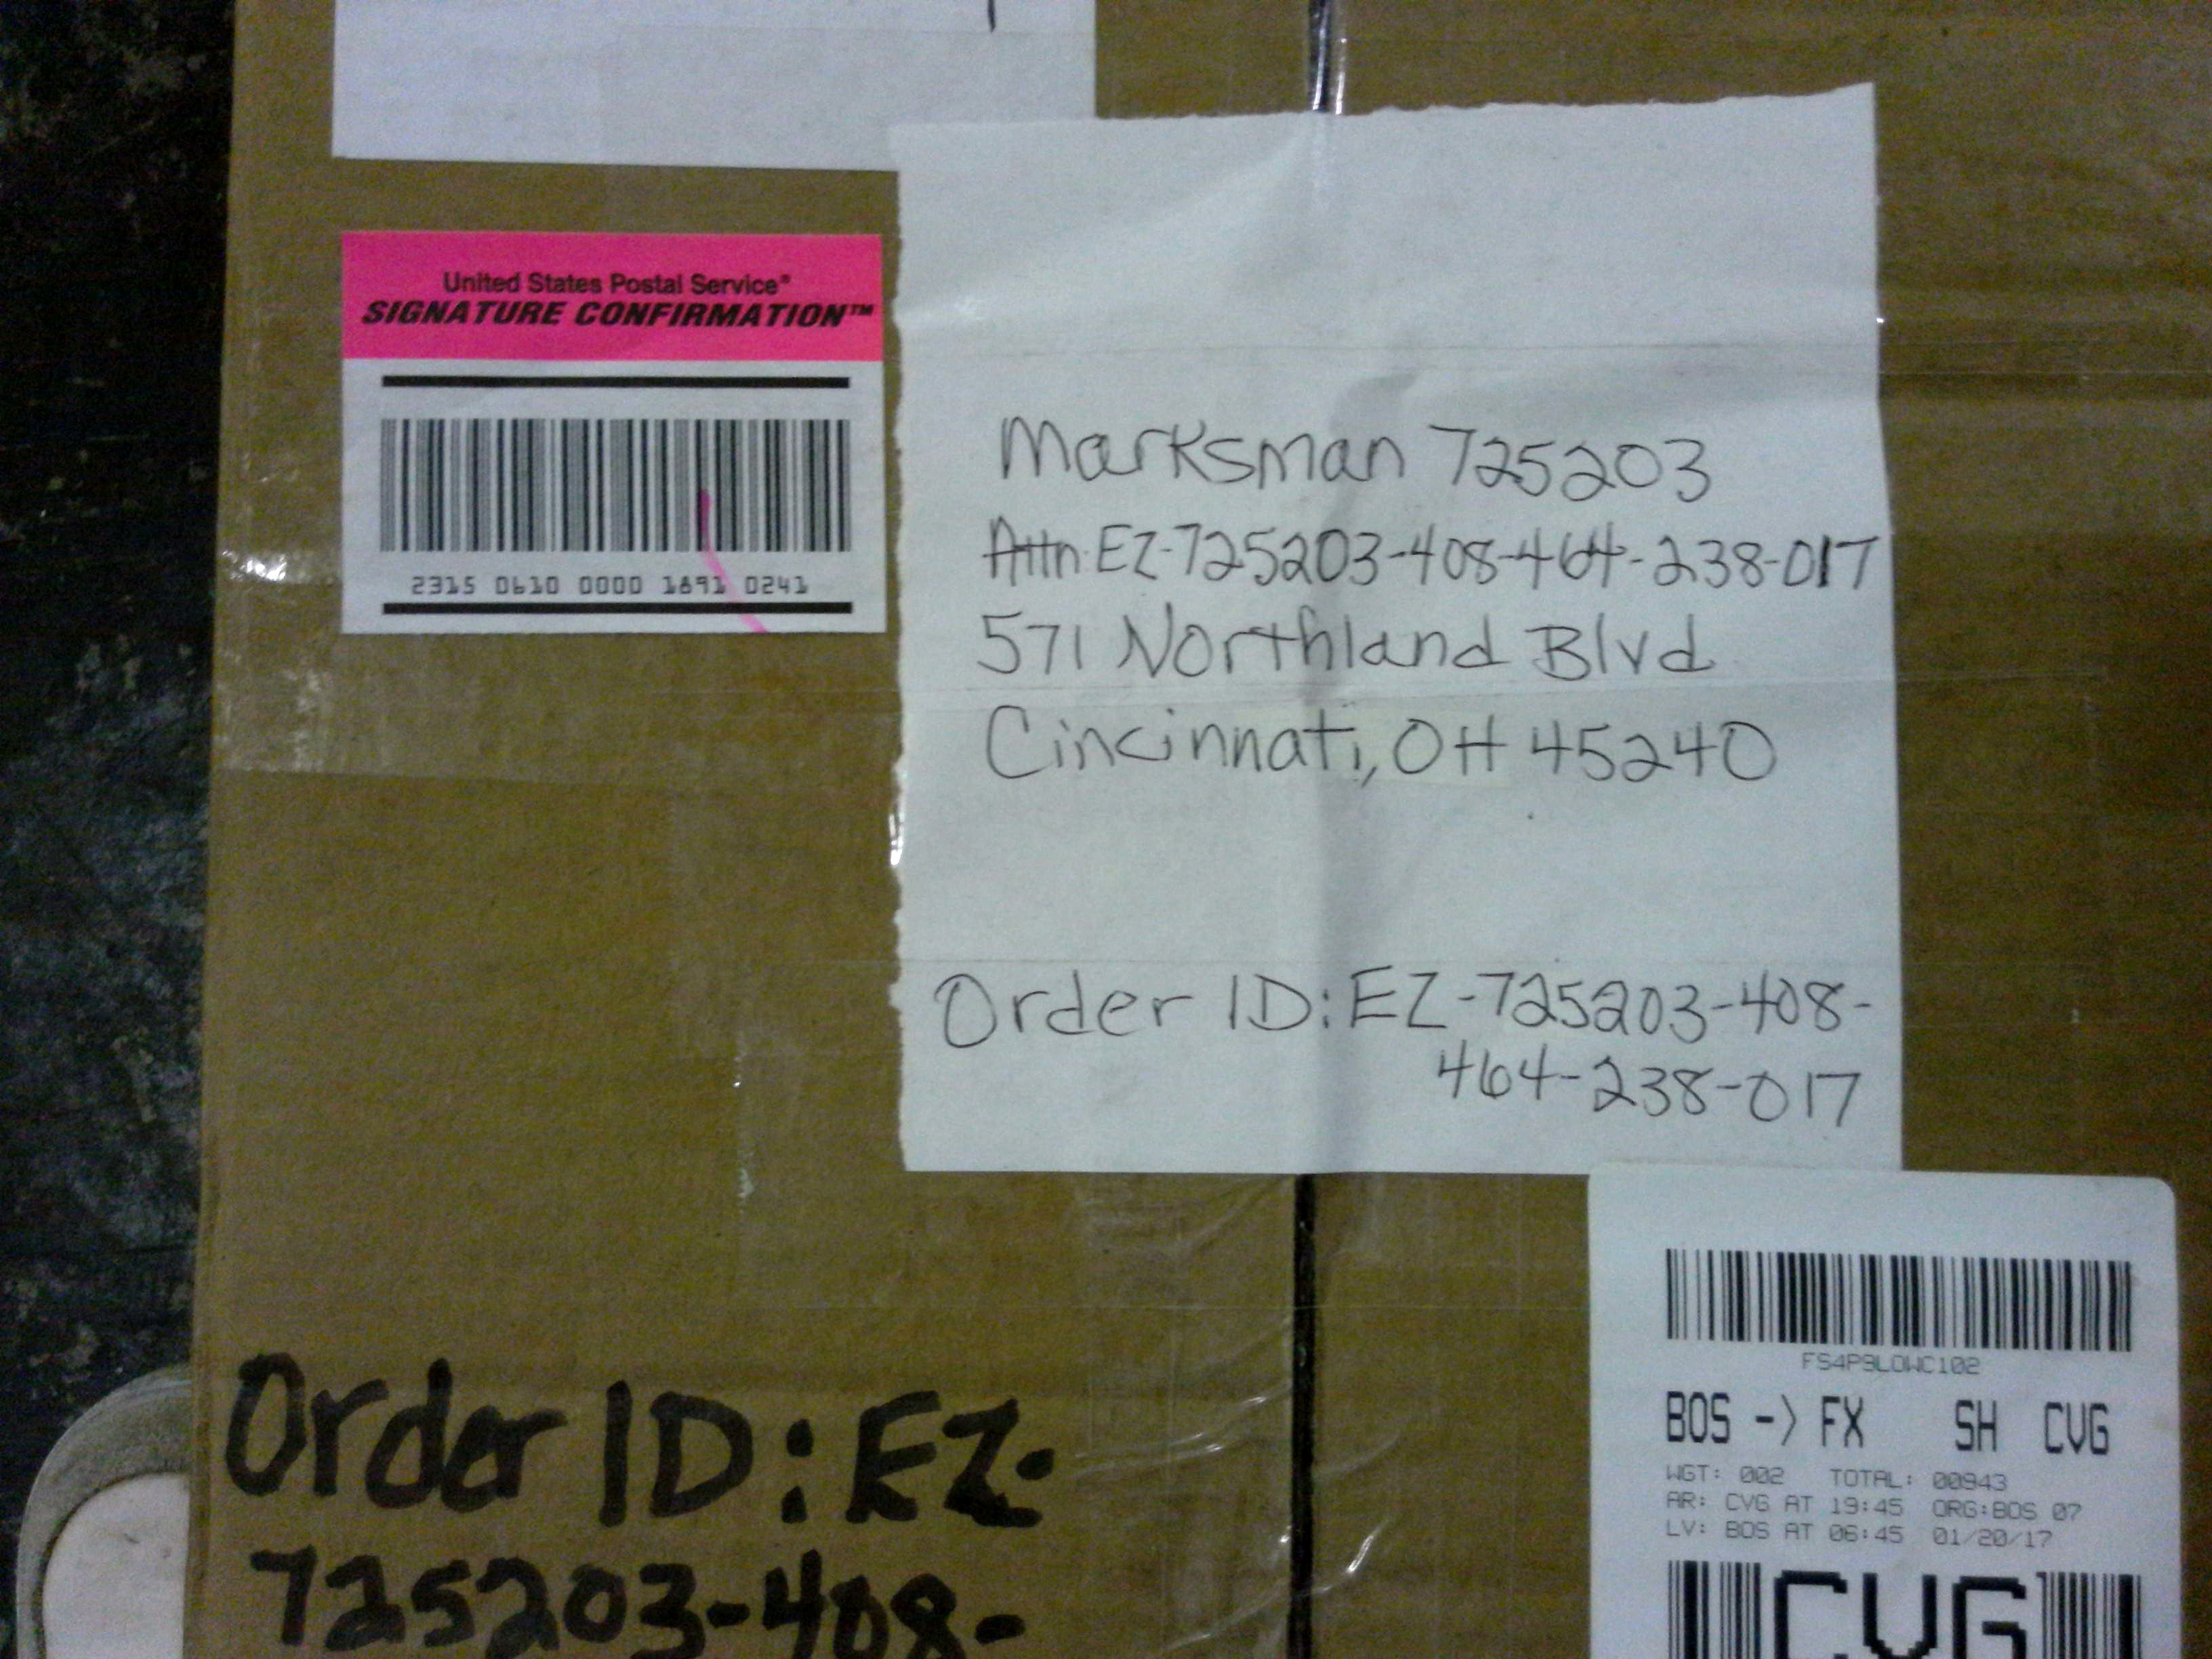 United States Postal Service®
SIGNATURE CONFIRMATION™
2315 0610 0000 1891 0241
Marksman 725203
Attn: EZ-725203-408-464-238-017
571 Northland Blvd
Cincinnati, OH 45240
Order ID: EZ-725203-408-
464-238-017
Order ID: EZ-
725203-408-
FS4P9LOWC102
BOS -> FX SH CVG
WGT: 002 TOTAL: 00943
AR: CVG AT 19:45 ORG:BOS 07
LV: BOS AT 06:45 01/20/17
CVG